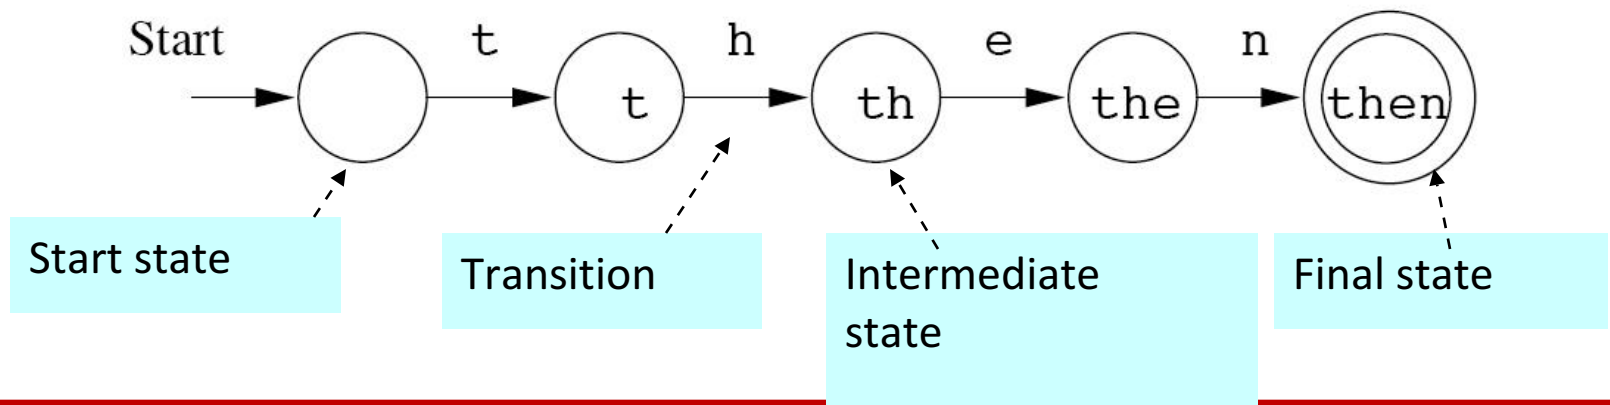 Start t h e n
t th the then
Start state Transition Intermediate Final state
state